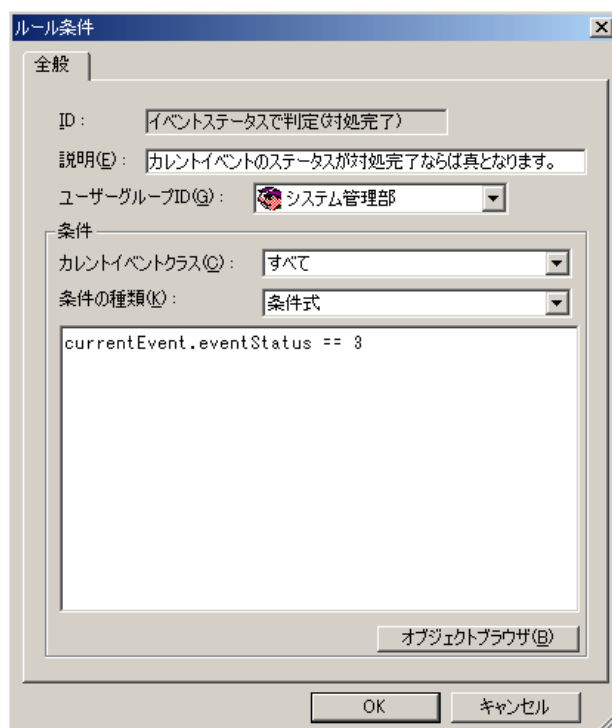 ルール条件
全般
ID：
イベントステータスで判定(対処完了)
説明(E)：
カレントイベントのステータスが対処完了ならば真となります。
ユーザーグループID(G)：
システム管理部
条件
カレントイベントクラス(C)：
すべて
条件の種類(K)：
条件式
currentEvent.eventStatus == 3
オブジェクトブラウザ(B)
OK
キャンセル